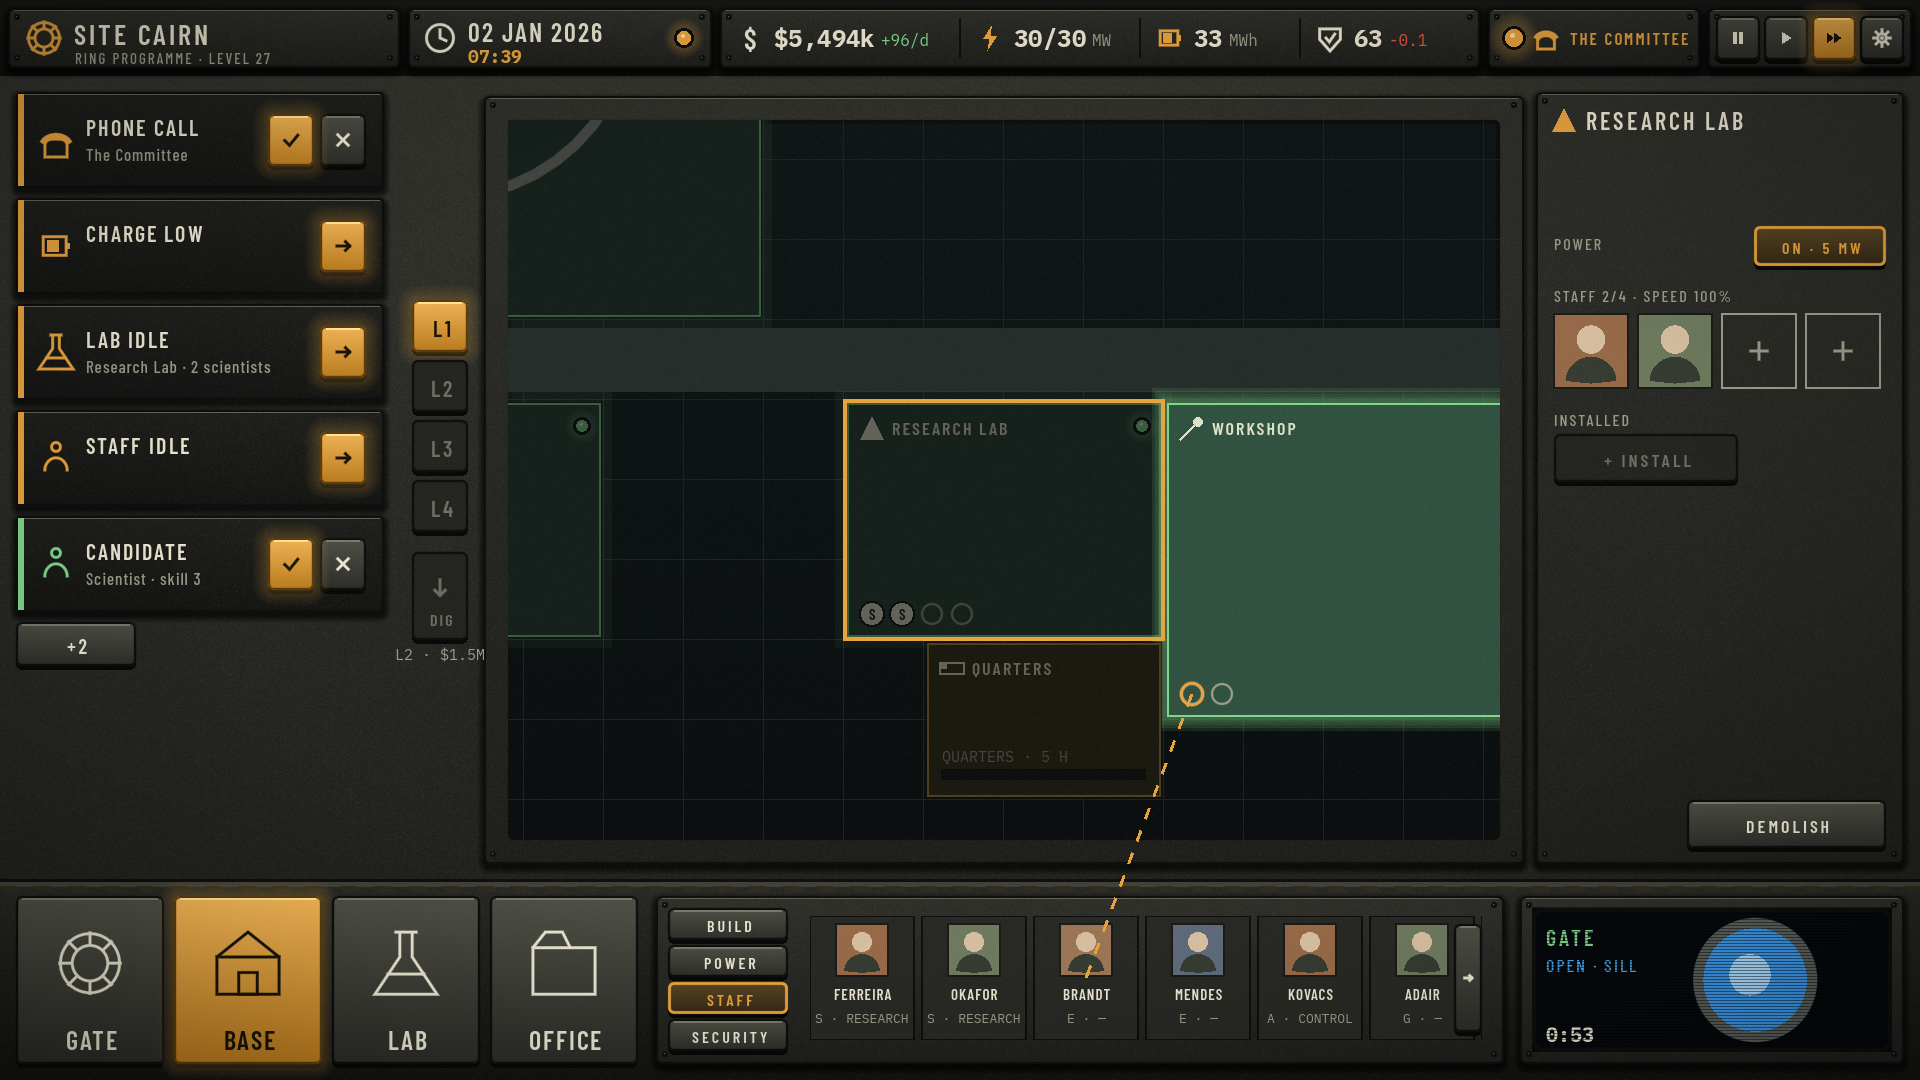 SITE CAIRN
RING PROGRAMME · LEVEL 27
02 JAN 2026
07:39
$ $5,494k +96/d
30/30 MW
33 MWh
63 -0.1
THE COMMITTEE
PHONE CALL
The Committee
CHARGE LOW
LAB IDLE
Research Lab · 2 scientists
STAFF IDLE
CANDIDATE
Scientist · skill 3
+2
L1
L2
L3
L4
DIG
L2 · $1.5M
RESEARCH LAB
S S
WORKSHOP
QUARTERS
QUARTERS · 5 H
RESEARCH LAB
POWER
ON · 5 MW
STAFF 2/4 · SPEED 100%
+ +
INSTALLED
+ INSTALL
DEMOLISH
GATE
BASE
LAB
OFFICE
BUILD
POWER
STAFF
SECURITY
FERREIRA
S · RESEARCH
OKAFOR
S · RESEARCH
BRANDT
E · —
MENDES
E · —
KOVACS
A · CONTROL
ADAIR
G · —
GATE
OPEN · SILL
0:53